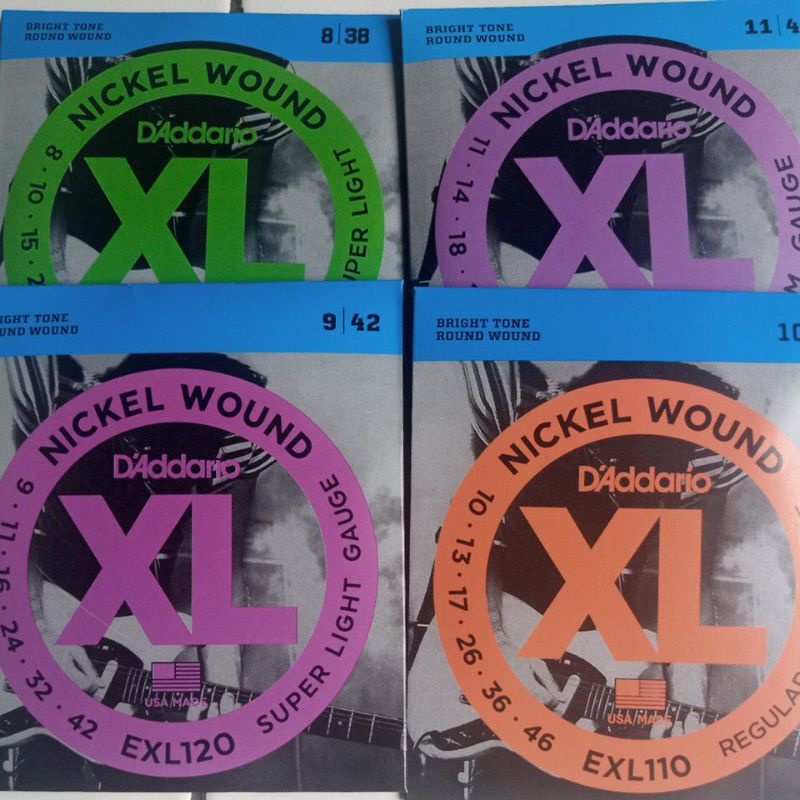 BRIGHT TONE
ROUND WOUND
8|38
NICKEL WOUND
D'Addario
XL
8 · 10 · 15 ·
LIGHT
BRIGHT TONE
ROUND WOUND
11|4
NICKEL WOUND
D'Addario
XL
11 · 14 · 18 ·
GAUGE
WOUND
9|42
NICKEL WOUND
D'Addario
XL
9 · 11 · 16 · 24 · 32 · 42
SUPER LIGHT GAUGE
USA MADE
EXL120
BRIGHT TONE
ROUND WOUND
10
NICKEL WOUND
D'Addario
XL
10 · 13 · 17 · 26 · 36 · 46
REGULAR
USA MADE
EXL110